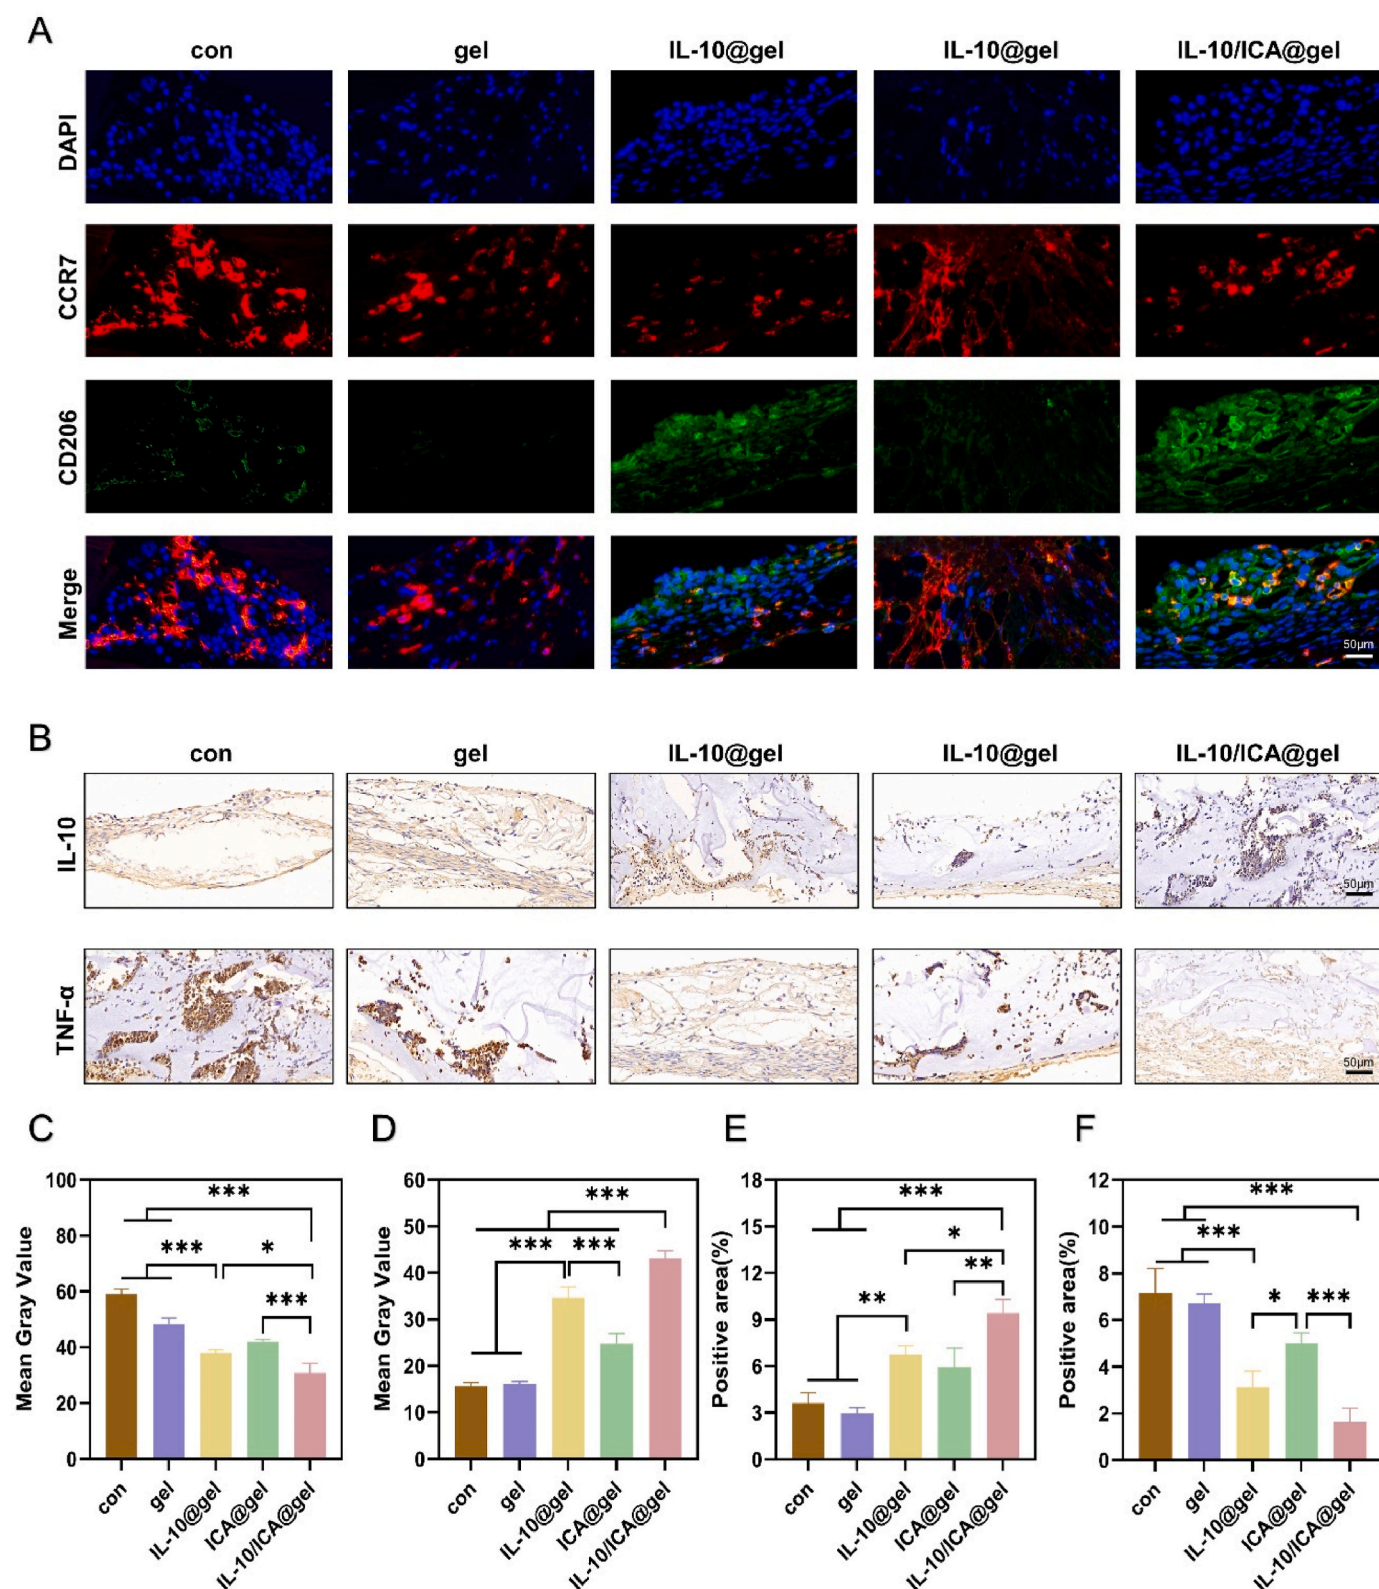 A
con gel IL-10@gel IL-10@gel IL-10/ICA@gel
DAPI
CCR7
CD206
Merge
50μm
B
con gel IL-10@gel IL-10@gel IL-10/ICA@gel
IL-10
50μm
TNF-α
50μm
C
Mean Gray Value
100
80
60
40
20
0
***
***
*
***
con gel IL-10@gel ICA@gel IL-10/ICA@gel
D
Mean Gray Value
60
50
40
30
20
10
0
***
***
***
con gel IL-10@gel ICA@gel IL-10/ICA@gel
E
Positive area(%)
18
15
12
9
6
3
0
***
*
**
**
con gel IL-10@gel ICA@gel IL-10/ICA@gel
F
Positive area(%)
12
10
8
6
4
2
0
***
***
*
***
con gel IL-10@gel ICA@gel IL-10/ICA@gel